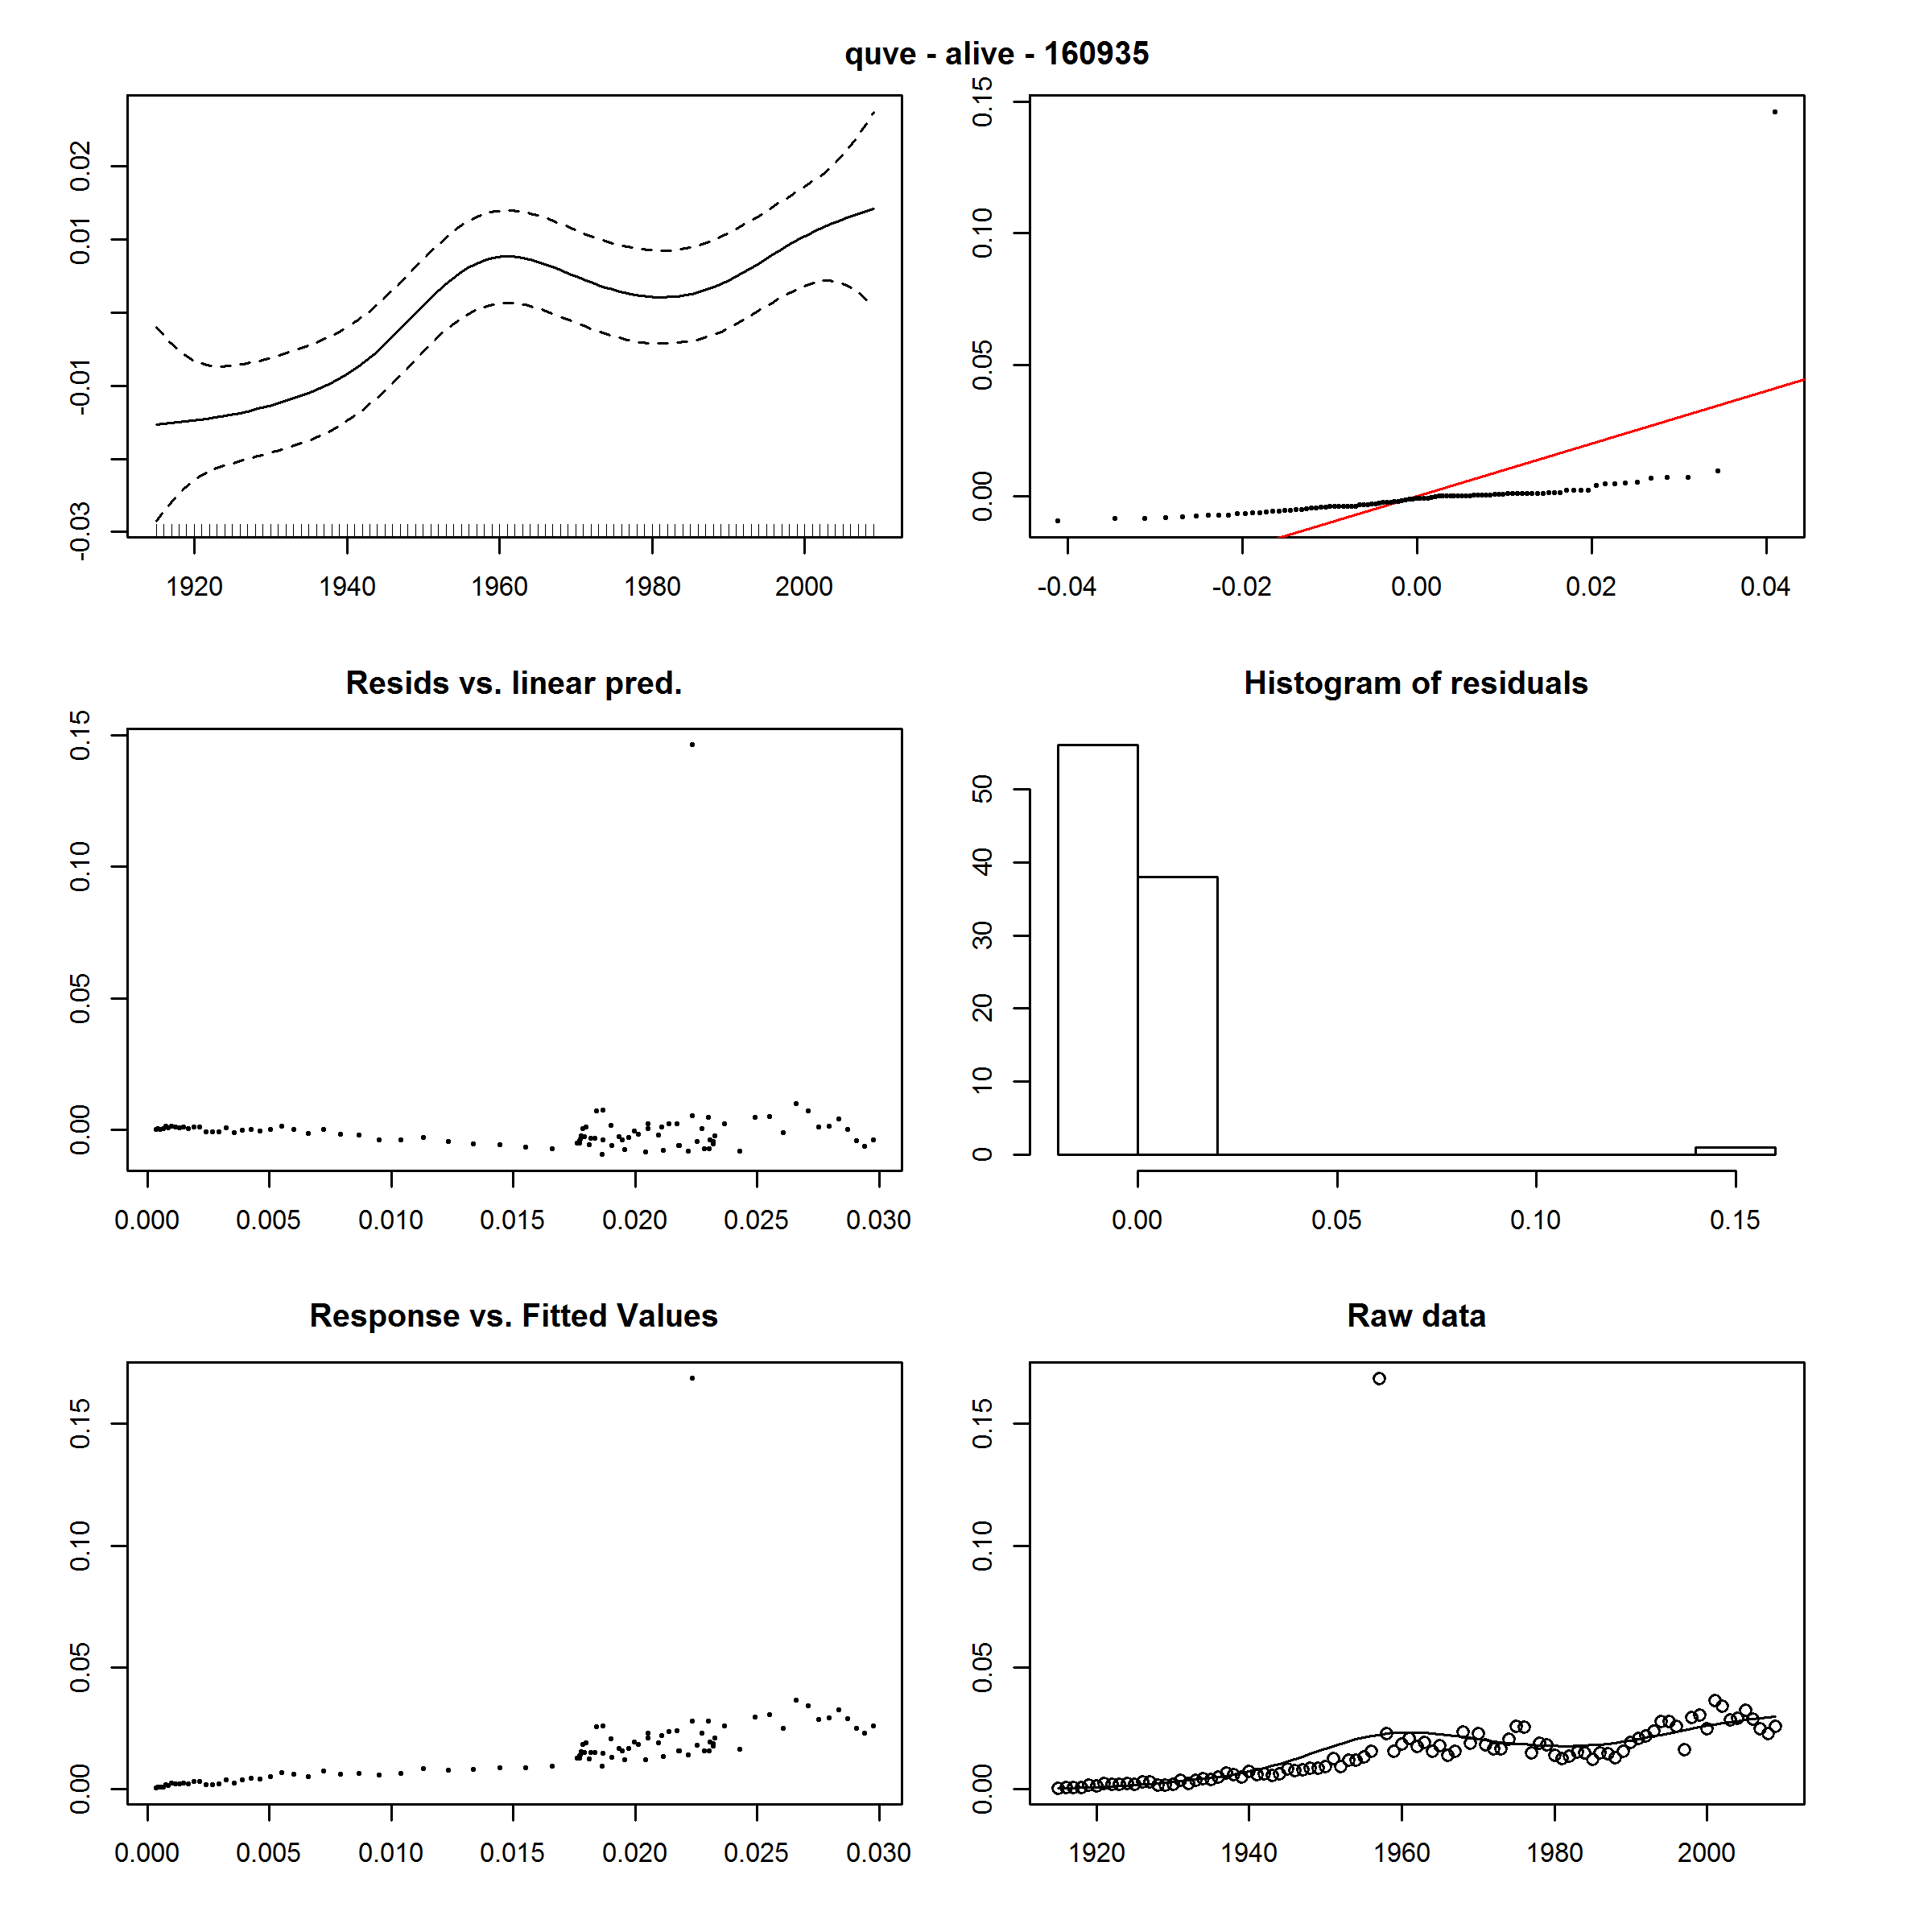 quve - alive - 160935
0.02
0.01
-0.01
-0.03
1920 1940 1960 1980 2000
0.15
0.10
0.05
0.00
-0.04 -0.02 0.00 0.02 0.04
Resids vs. linear pred.
0.15
0.10
0.05
0.00
0.000 0.005 0.010 0.015 0.020 0.025 0.030
Histogram of residuals
50
40
30
20
10
0
0.00 0.05 0.10 0.15
Response vs. Fitted Values
0.15
0.10
0.05
0.00
0.000 0.005 0.010 0.015 0.020 0.025 0.030
Raw data
0.15
0.10
0.05
0.00
1920 1940 1960 1980 2000